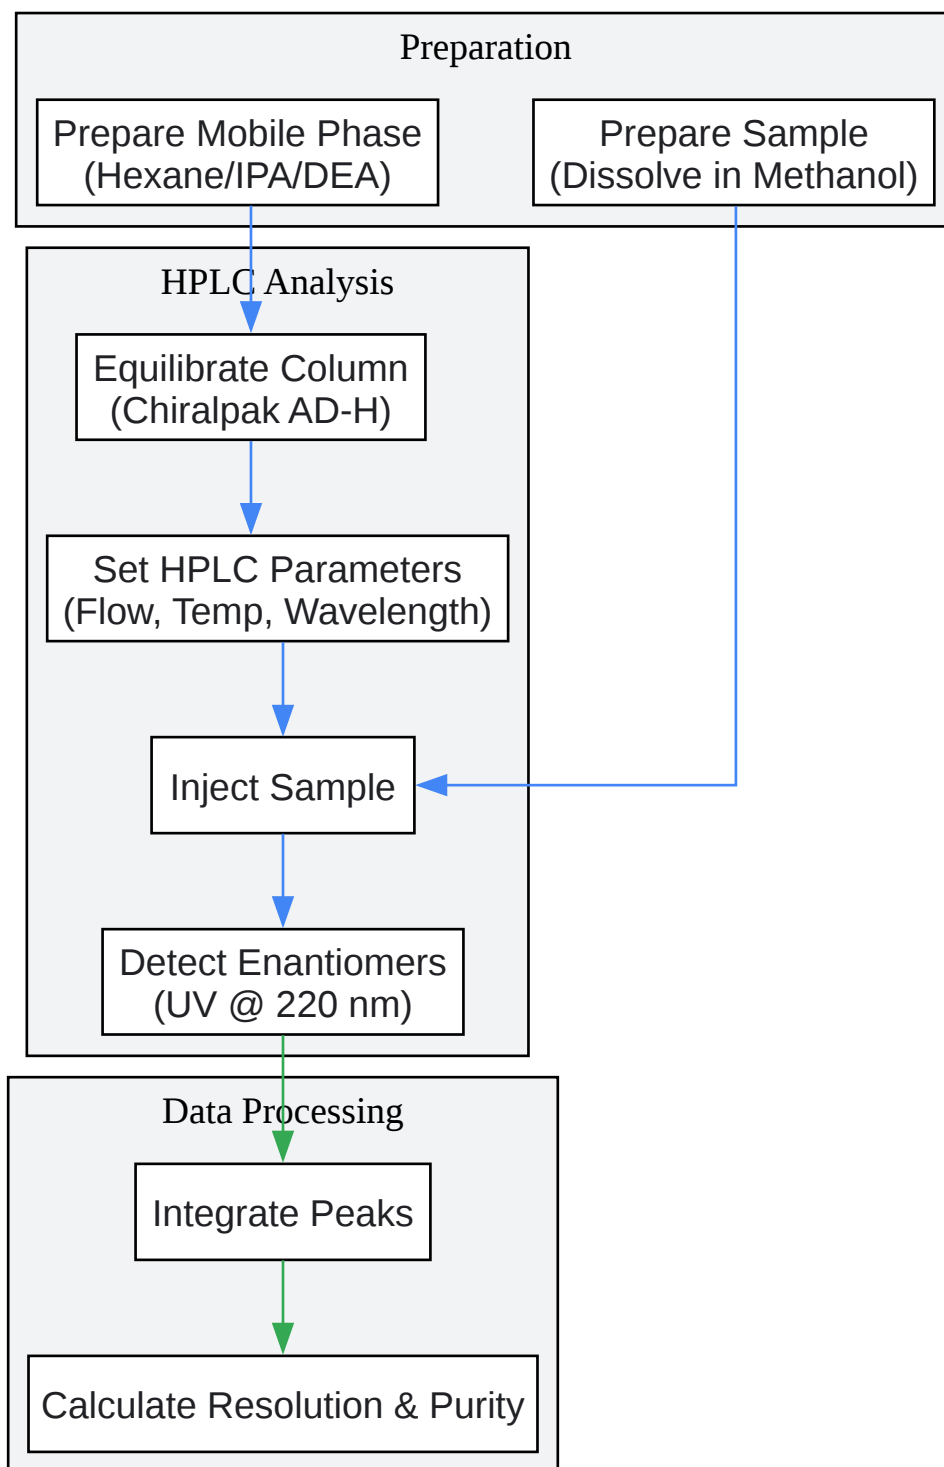 Preparation
Prepare Mobile Phase
(Hexane/IPA/DEA)
Prepare Sample
(Dissolve in Methanol)
HPLC Analysis
Equilibrate Column
(Chiralpak AD-H)
Set HPLC Parameters
(Flow, Temp, Wavelength)
Inject Sample
Detect Enantiomers
(UV @ 220 nm)
Data Processing
Integrate Peaks
Calculate Resolution & Purity